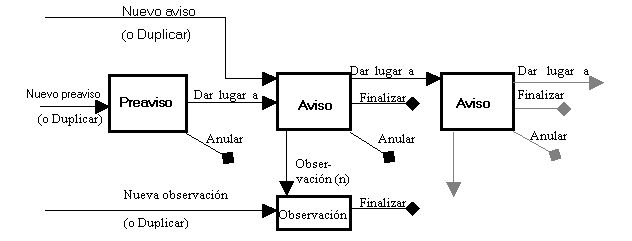 Nuevo aviso
(o Duplicar)
Dar lugar a
Dar lugar a
Nuevo preaviso
(o Duplicar)
Preaviso
Dar lugar a
Aviso
Finalizar
Aviso
Finalizar
Anular
Anular
Anular
Obser-
vación (n)
Nueva observación
(o Duplicar)
Observación
Finalizar